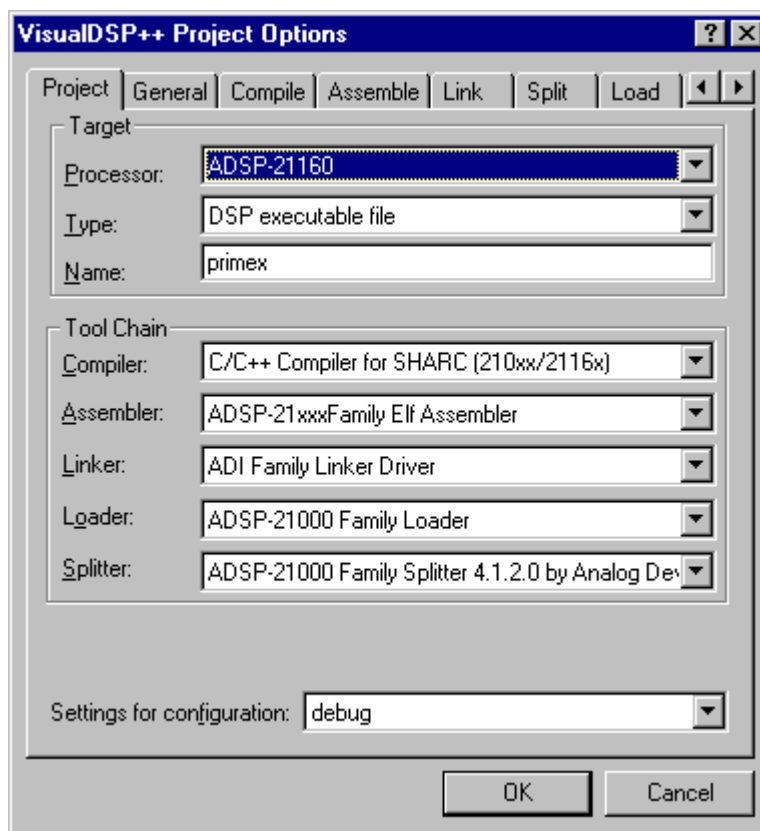 VisualDSP++ Project Options
Project General Compile Assemble Link Split Load
Target
Processor: ADSP-21160
Type: DSP executable file
Name: primex
Tool Chain
Compiler: C/C++ Compiler for SHARC (210xx/2116x)
Assembler: ADSP-21xxxFamily Elf Assembler
Linker: ADI Family Linker Driver
Loader: ADSP-21000 Family Loader
Splitter: ADSP-21000 Family Splitter 4.1.2.0 by Analog Dev
Settings for configuration: debug
OK Cancel